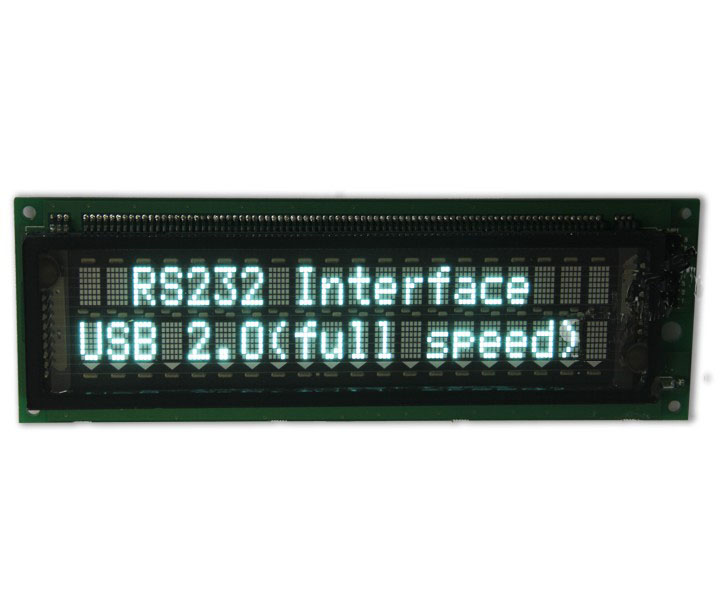 RS232 Interface
USB 2.0(full speed)